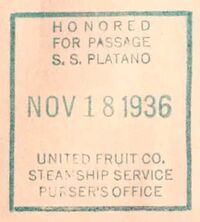 HONORED
FOR PASSAGE
S. S. PLATANO
NOV 18 1936
UNITED FRUIT CO.
STEAMSHIP SERVICE
PURSER'S OFFICE